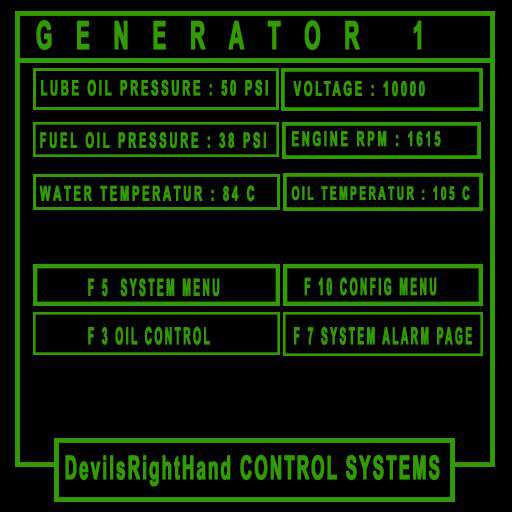 GENERATOR 1
LUBE OIL PRESSURE : 50 PSI
VOLTAGE : 10000
FUEL OIL PRESSURE : 38 PSI
ENGINE RPM : 1615
WATER TEMPERATUR : 84 C
OIL TEMPERATUR : 105 C
F 5 SYSTEM MENU
F 10 CONFIG MENU
F 3 OIL CONTROL
F 7 SYSTEM ALARM PAGE
DevilsRightHand CONTROL SYSTEMS